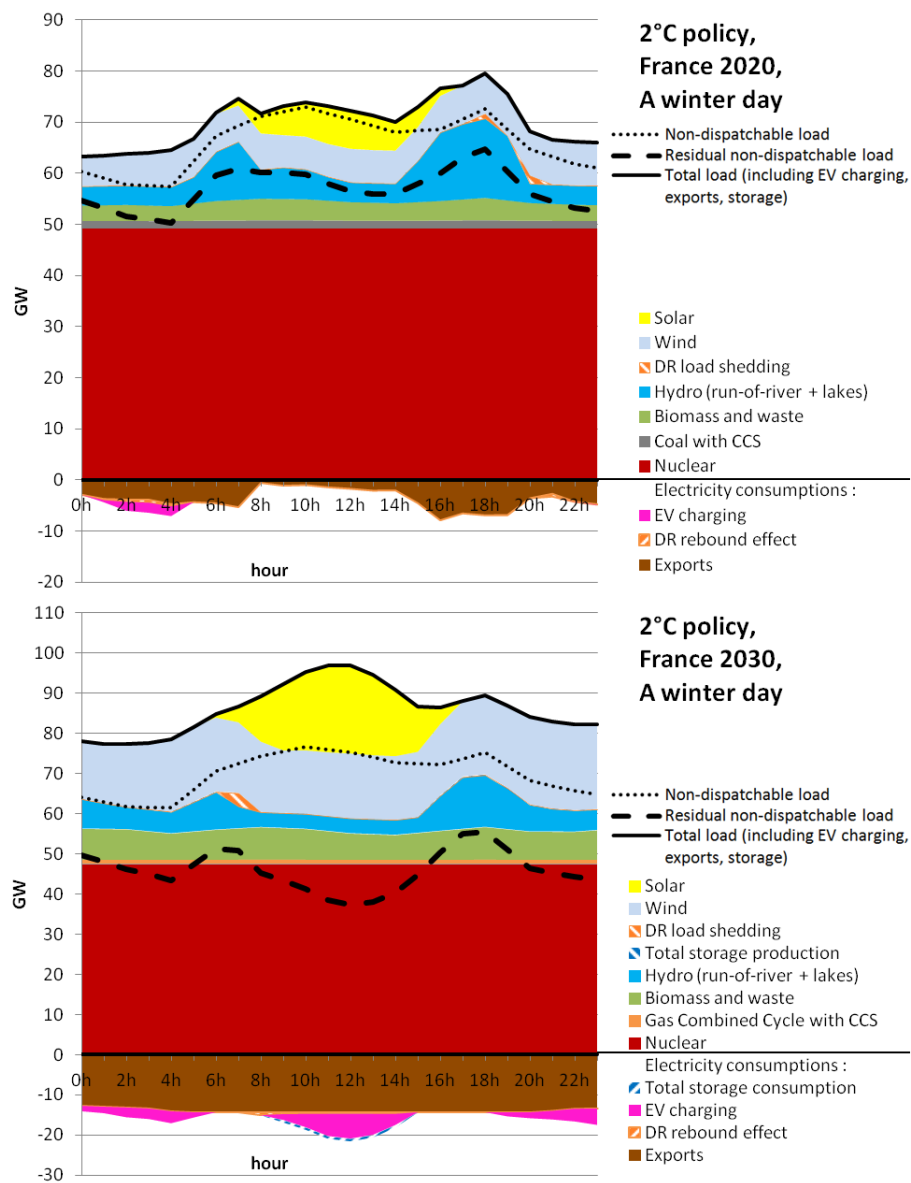 90
80
70
60
50
40
30
20
10
0
-10
-20
GW
0h 2h 4h 6h 8h 10h 12h 14h 16h 18h 20h 22h
hour
2°C policy,
France 2020,
A winter day
Non-dispatchable load
Residual non-dispatchable load
Total load (including EV charging,
exports, storage)
Solar
Wind
DR load shedding
Hydro (run-of-river + lakes)
Biomass and waste
Coal with CCS
Nuclear
Electricity consumptions :
EV charging
DR rebound effect
Exports
110
100
90
80
70
60
50
40
30
20
10
0
-10
-20
-30
GW
0h 2h 4h 6h 8h 10h 12h 14h 16h 18h 20h 22h
hour
2°C policy,
France 2030,
A winter day
Non-dispatchable load
Residual non-dispatchable load
Total load (including EV charging,
exports, storage)
Solar
Wind
DR load shedding
Total storage production
Hydro (run-of-river + lakes)
Biomass and waste
Gas Combined Cycle with CCS
Nuclear
Electricity consumptions :
Total storage consumption
EV charging
DR rebound effect
Exports